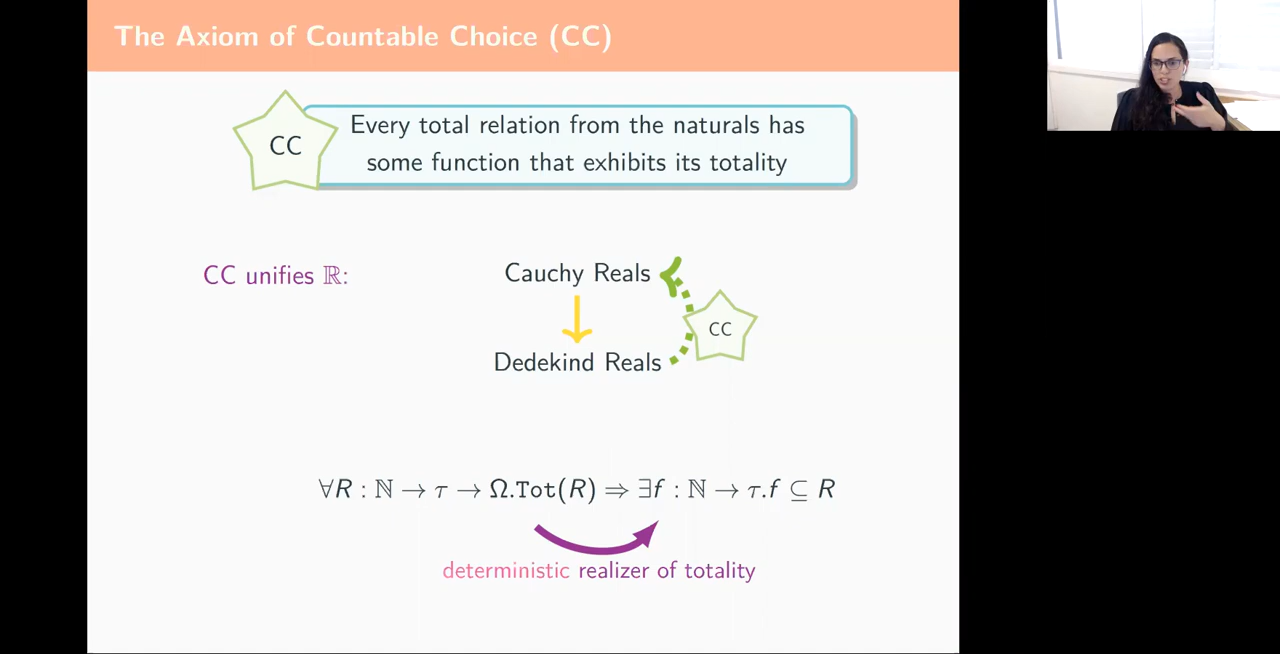 The Axiom of Countable Choice (CC)
CC
Every total relation from the naturals has
some function that exhibits its totality
CC unifies ℝ:
Cauchy Reals
CC
Dedekind Reals
∀R : ℕ → τ → Ω.Tot(R) ⇒ ∃f : ℕ → τ.f ⊆ R
deterministic realizer of totality